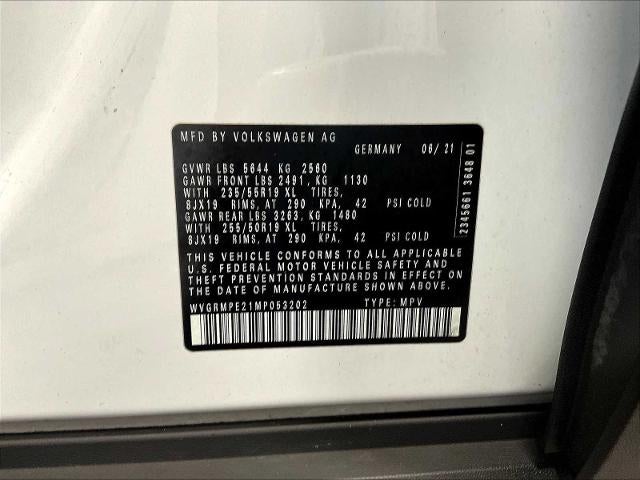 MFD BY VOLKSWAGEN AG
GERMANY 06/21
GVWR LBS 5644 KG 2560
GAWR FRONT LBS 2491, KG 1130
WITH 235/55R19 XL TIRES,
8JX19 RIMS, AT 290 KPA, 42 PSI COLD
GAWR REAR LBS 3263, KG 1480
WITH 255/50R19 XL TIRES,
8JX19 RIMS, AT 290 KPA, 42 PSI COLD
THIS VEHICLE CONFORMS TO ALL APPLICABLE
U.S. FEDERAL MOTOR VEHICLE SAFETY AND
THEFT PREVENTION STANDARDS IN EFFECT ON THE
DATE OF MANUFACTURE SHOWN ABOVE.
WVGRMPE21MP053202 TYPE: MPV
2345661 3648 01